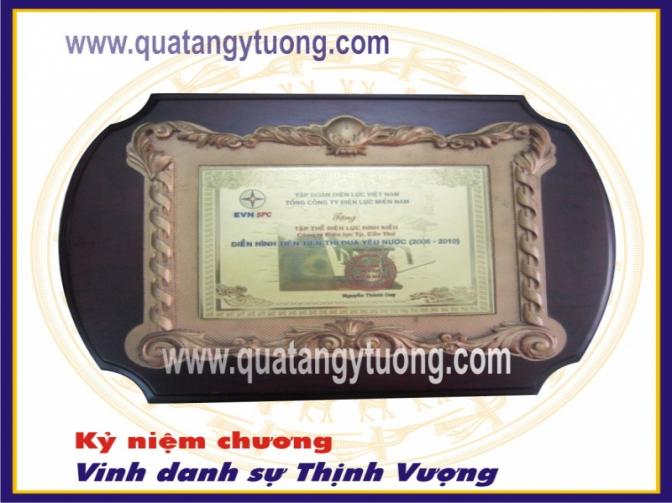 www.quatangytuong.com
TẬP ĐOÀN ĐIỆN LỰC VIỆT NAM
TỔNG CÔNG TY ĐIỆN LỰC MIỀN NAM
EVN SPC
Tặng
TẬP THỂ ĐIỆN LỰC NINH KIỀU
Công ty Điện lực Tp. Cần Thơ
ĐIỂN HÌNH TIÊN TIẾN THI ĐUA YÊU NƯỚC (2006 - 2010)
Nguyễn Thành Duy
www.quatangytuong.com
Kỷ niệm chương
Vinh danh sự Thịnh Vượng